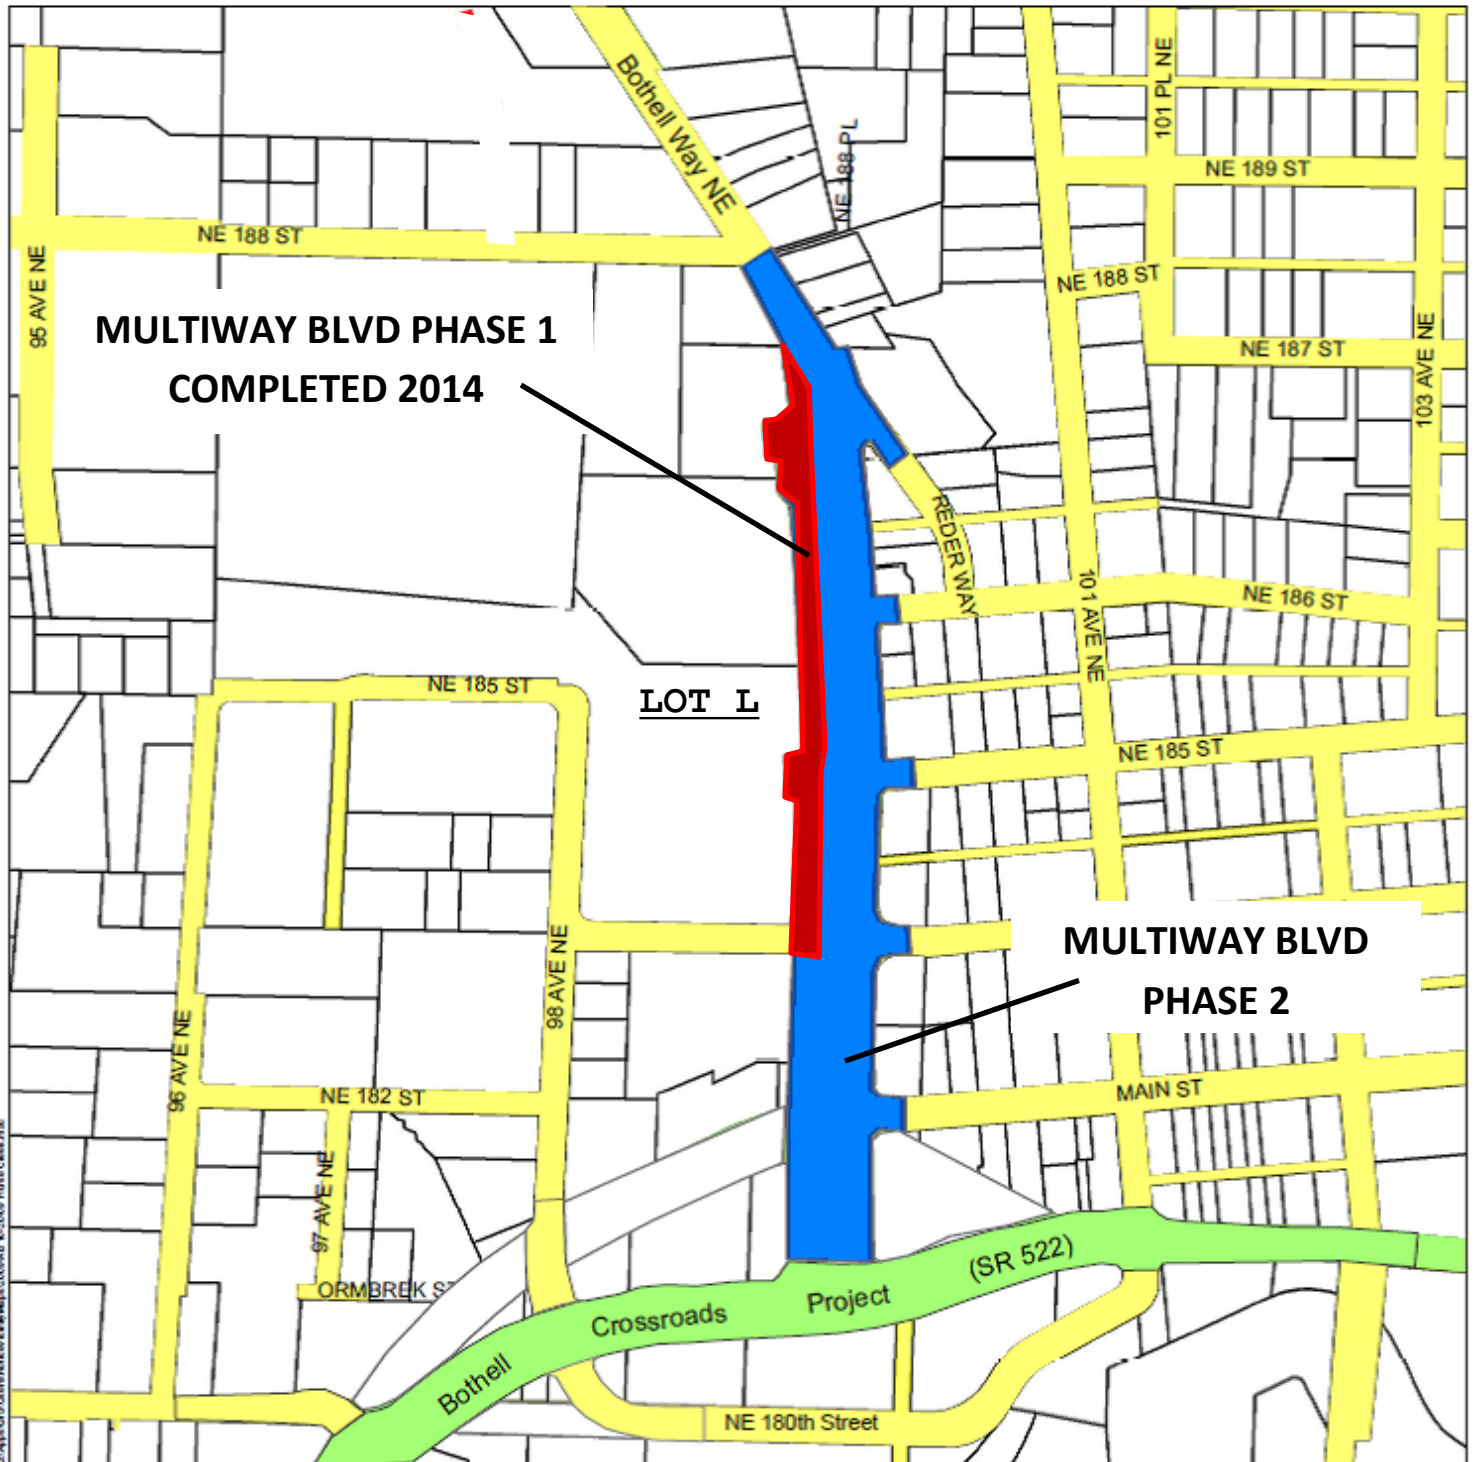 Bothell Way NE
101 PL NE
NE 188 PL
NE 189 ST
NE 188 ST
95 AVE NE
NE 188 ST
MULTIWAY BLVD PHASE 1
COMPLETED 2014
NE 187 ST
103 AVE NE
REDER WAY
101 AVE NE
NE 186 ST
NE 185 ST
LOT L
NE 185 ST
MULTIWAY BLVD
PHASE 2
98 AVE NE
96 AVE NE
NE 182 ST
MAIN ST
97 AVE NE
ORMBREK ST
Bothell Crossroads Project (SR 522)
NE 180th Street